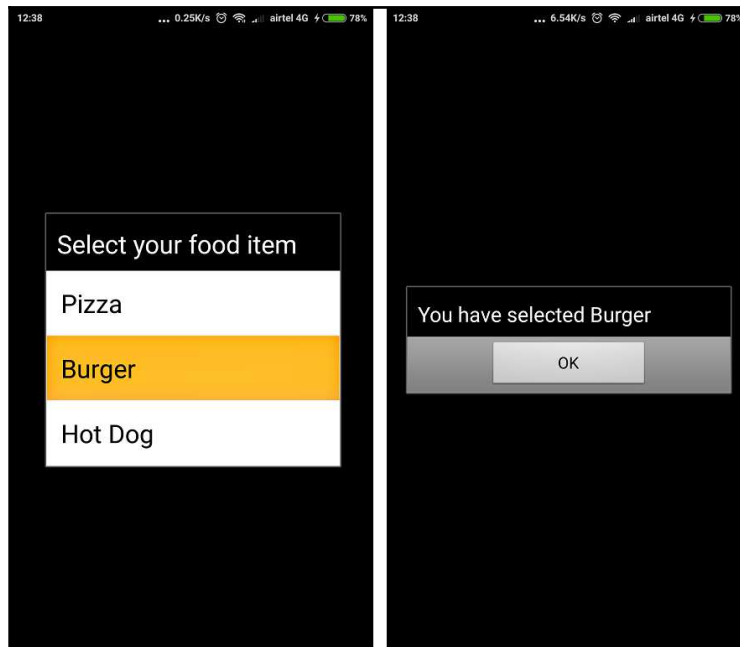 12:38 ... 0.25K/s airtel 4G 78%
Select your food item
Pizza
Burger
Hot Dog
12:38 ... 6.54K/s airtel 4G 78%
You have selected Burger
OK